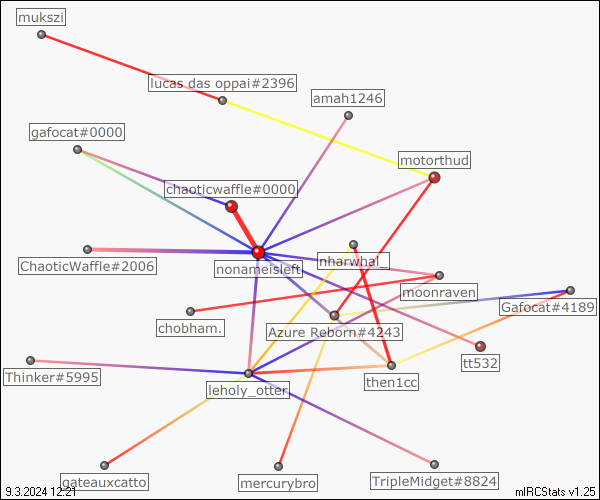 mukszi
lucas das oppai#2396
amah1246
gafocat#0000
motorthud
chaoticwaffle#0000
nharwhal_
ChaoticWaffle#2006
nonameisleft
moonraven
Gafocat#4189
chobham.
Azure Reborn#4243
tt532
Thinker#5995
then1cc
leholy_otter
gateauxcatto
mercurybro
TripleMidget#8824
9.3.2024 12:21
mIRCStats v1.25